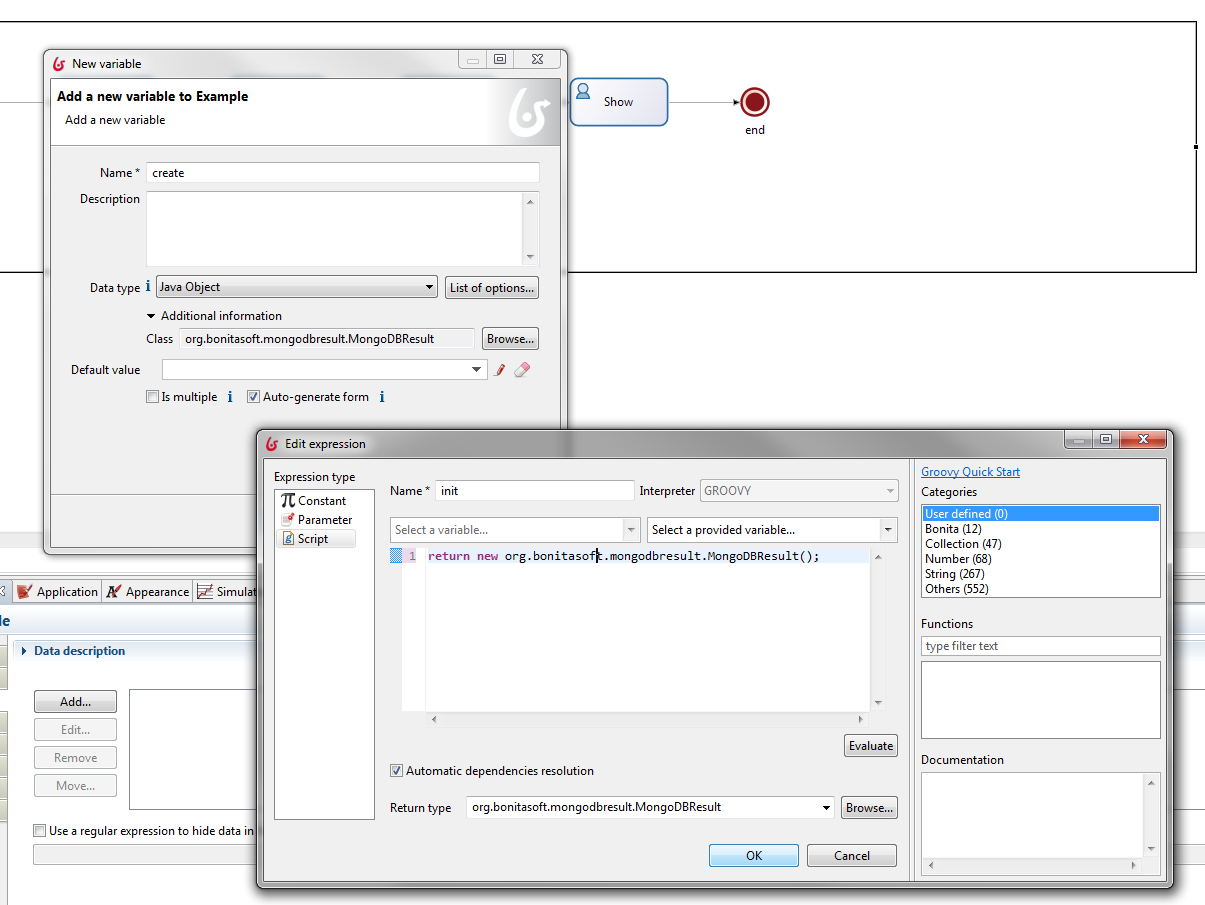 New variable
Add a new variable to Example
Add a new variable
Name * create
Description
Data type i Java Object List of options...
Additional information
Class org.bonitasoft.mongodbresult.MongoDBResult Browse...
Default value
Is multiple i Auto-generate form i
Show
end
Edit expression
Expression type
Constant
Parameter
Script
Name * init Interpreter GROOVY
Select a variable... Select a provided variable...
1 return new org.bonitasoft.mongodbresult.MongoDBResult();
Evaluate
Automatic dependencies resolution
Return type org.bonitasoft.mongodbresult.MongoDBResult Browse...
OK Cancel
Groovy Quick Start
Categories
User defined (0)
Bonita (12)
Collection (47)
Number (68)
String (267)
Others (552)
Functions
type filter text
Documentation
Application Appearance Simulat
le
Data description
Add...
Edit...
Remove
Move...
Use a regular expression to hide data in